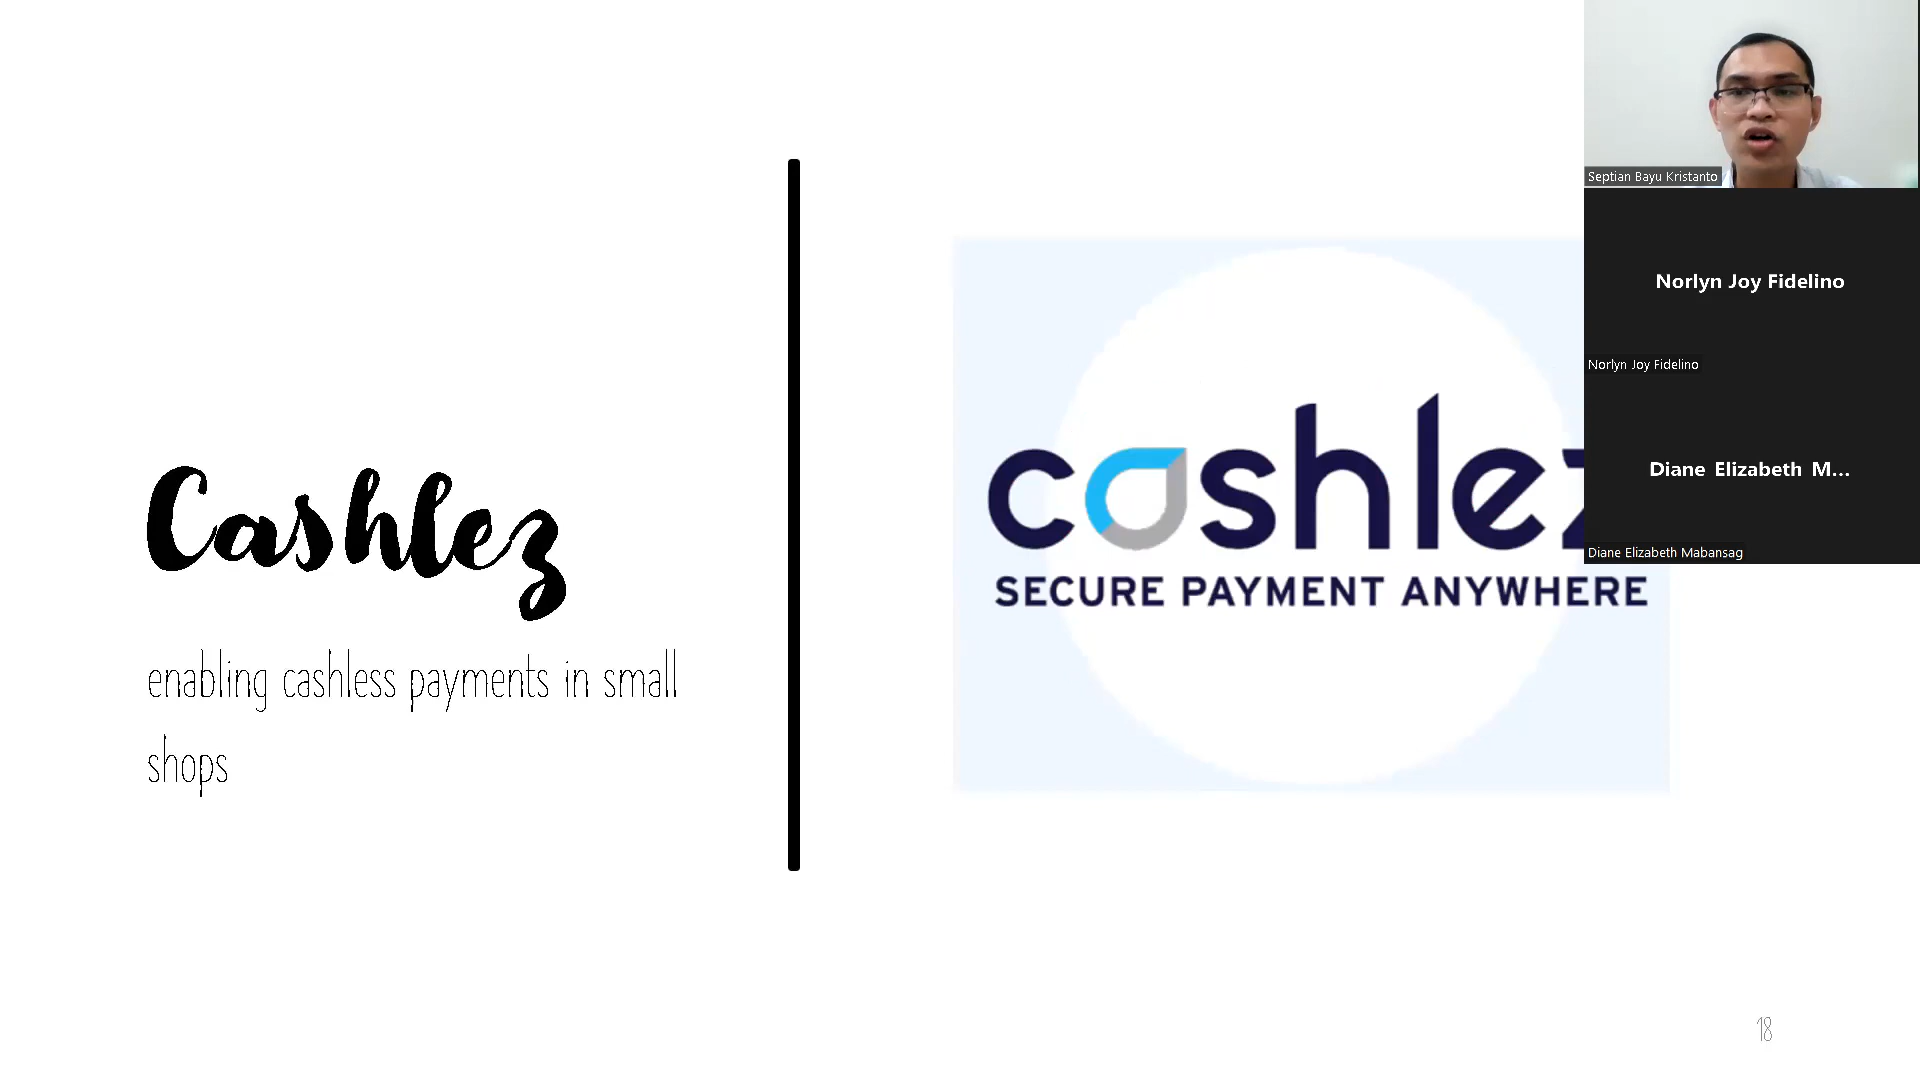 Cashlez
enabling cashless payments in small
shops
cashlez
SECURE PAYMENT ANYWHERE
Septian Bayu Kristanto
Norlyn Joy Fidelino
Norlyn Joy Fidelino
Diane Elizabeth M...
Diane Elizabeth Mabansag
18